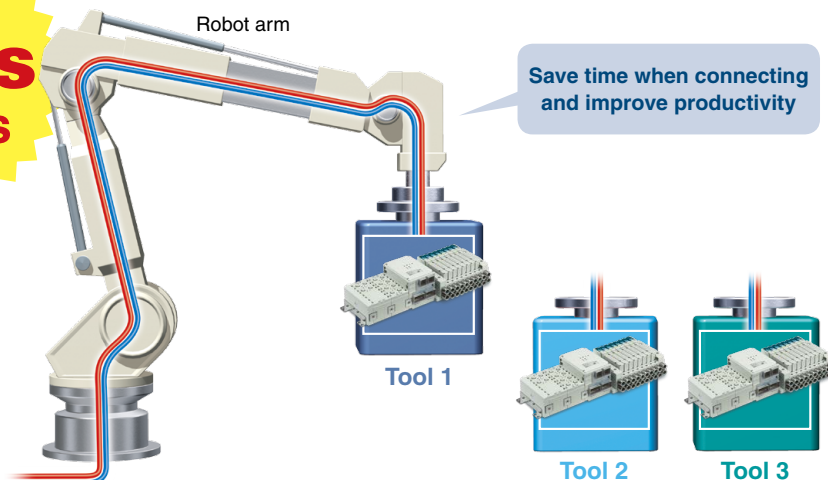 Robot arm
Save time when connecting
and improve productivity
Tool 1
Tool 2
Tool 3